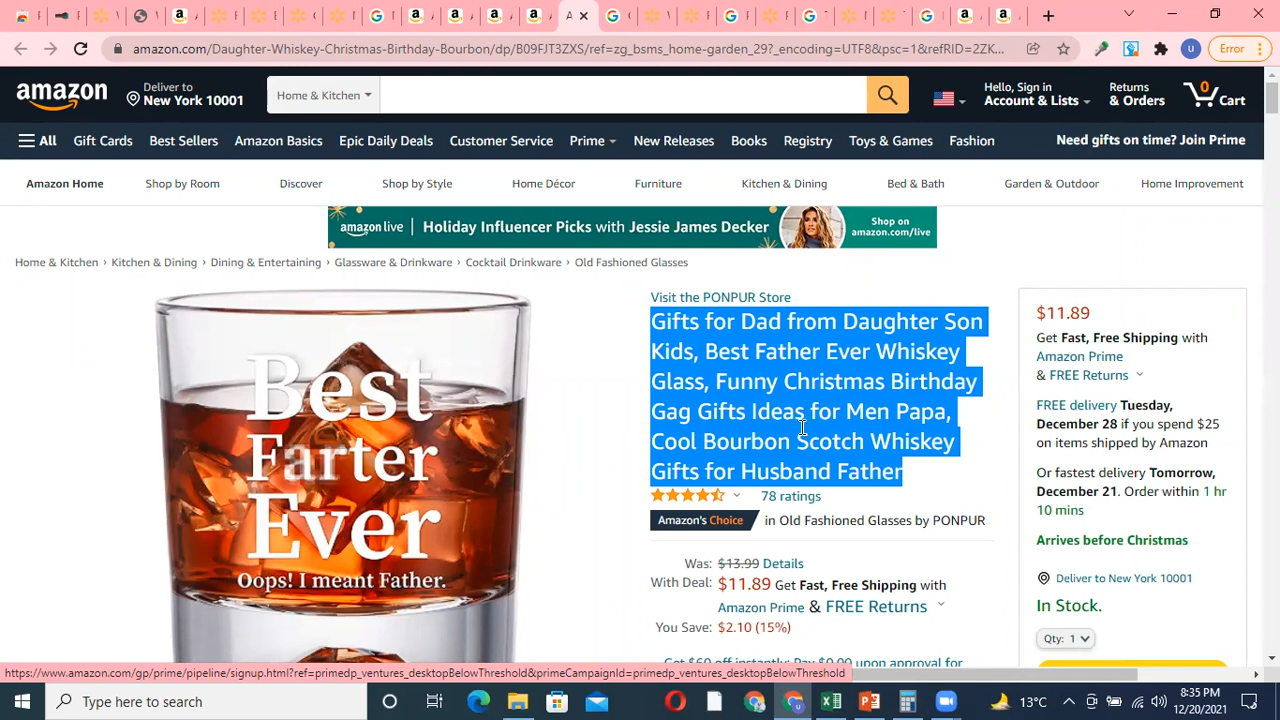 amazon.com/Daughter-Whiskey-Christmas-Birthday-Bourbon/dp/B09FJT3ZXS/ref=zg_bsms_home-garden_29?_encoding=UTF8&psc=1&refRID=2ZK...
Error
amazon
Deliver to
New York 10001
Home & Kitchen
Hello, Sign in
Account & Lists
Returns
& Orders
0
Cart
All
Gift Cards
Best Sellers
Amazon Basics
Epic Daily Deals
Customer Service
Prime
New Releases
Books
Registry
Toys & Games
Fashion
Need gifts on time? Join Prime
Amazon Home
Shop by Room
Discover
Shop by Style
Home Décor
Furniture
Kitchen & Dining
Bed & Bath
Garden & Outdoor
Home Improvement
amazon live
Holiday Influencer Picks with Jessie James Decker
Shop on
amazon.com/live
Home & Kitchen › Kitchen & Dining › Dining & Entertaining › Glassware & Drinkware › Cocktail Drinkware › Old Fashioned Glasses
Best
Farter
Ever
Oops! I meant Father.
Visit the PONPUR Store
Gifts for Dad from Daughter Son
Kids, Best Father Ever Whiskey
Glass, Funny Christmas Birthday
Gag Gifts Ideas for Men Papa,
Cool Bourbon Scotch Whiskey
Gifts for Husband Father
78 ratings
Amazon's Choice in Old Fashioned Glasses by PONPUR
Was: $13.99 Details
With Deal: $11.89 Get Fast, Free Shipping with
Amazon Prime & FREE Returns
You Save: $2.10 (15%)
Get $60 off instantly: Pay $0.00 upon approval for
$11.89
Get Fast, Free Shipping with
Amazon Prime
& FREE Returns
FREE delivery Tuesday,
December 28 if you spend $25
on items shipped by Amazon
Or fastest delivery Tomorrow,
December 21. Order within 1 hr
10 mins
Arrives before Christmas
Deliver to New York 10001
In Stock.
Qty: 1
https://www.amazon.com/gp/prime/pipeline/signup.html?ref=primedp_ventures_desktopBelowThreshold&primeCampaignId=primedp_ventures_desktopBelowThreshold
Type here to search
13°C
8:35 PM
12/20/2021